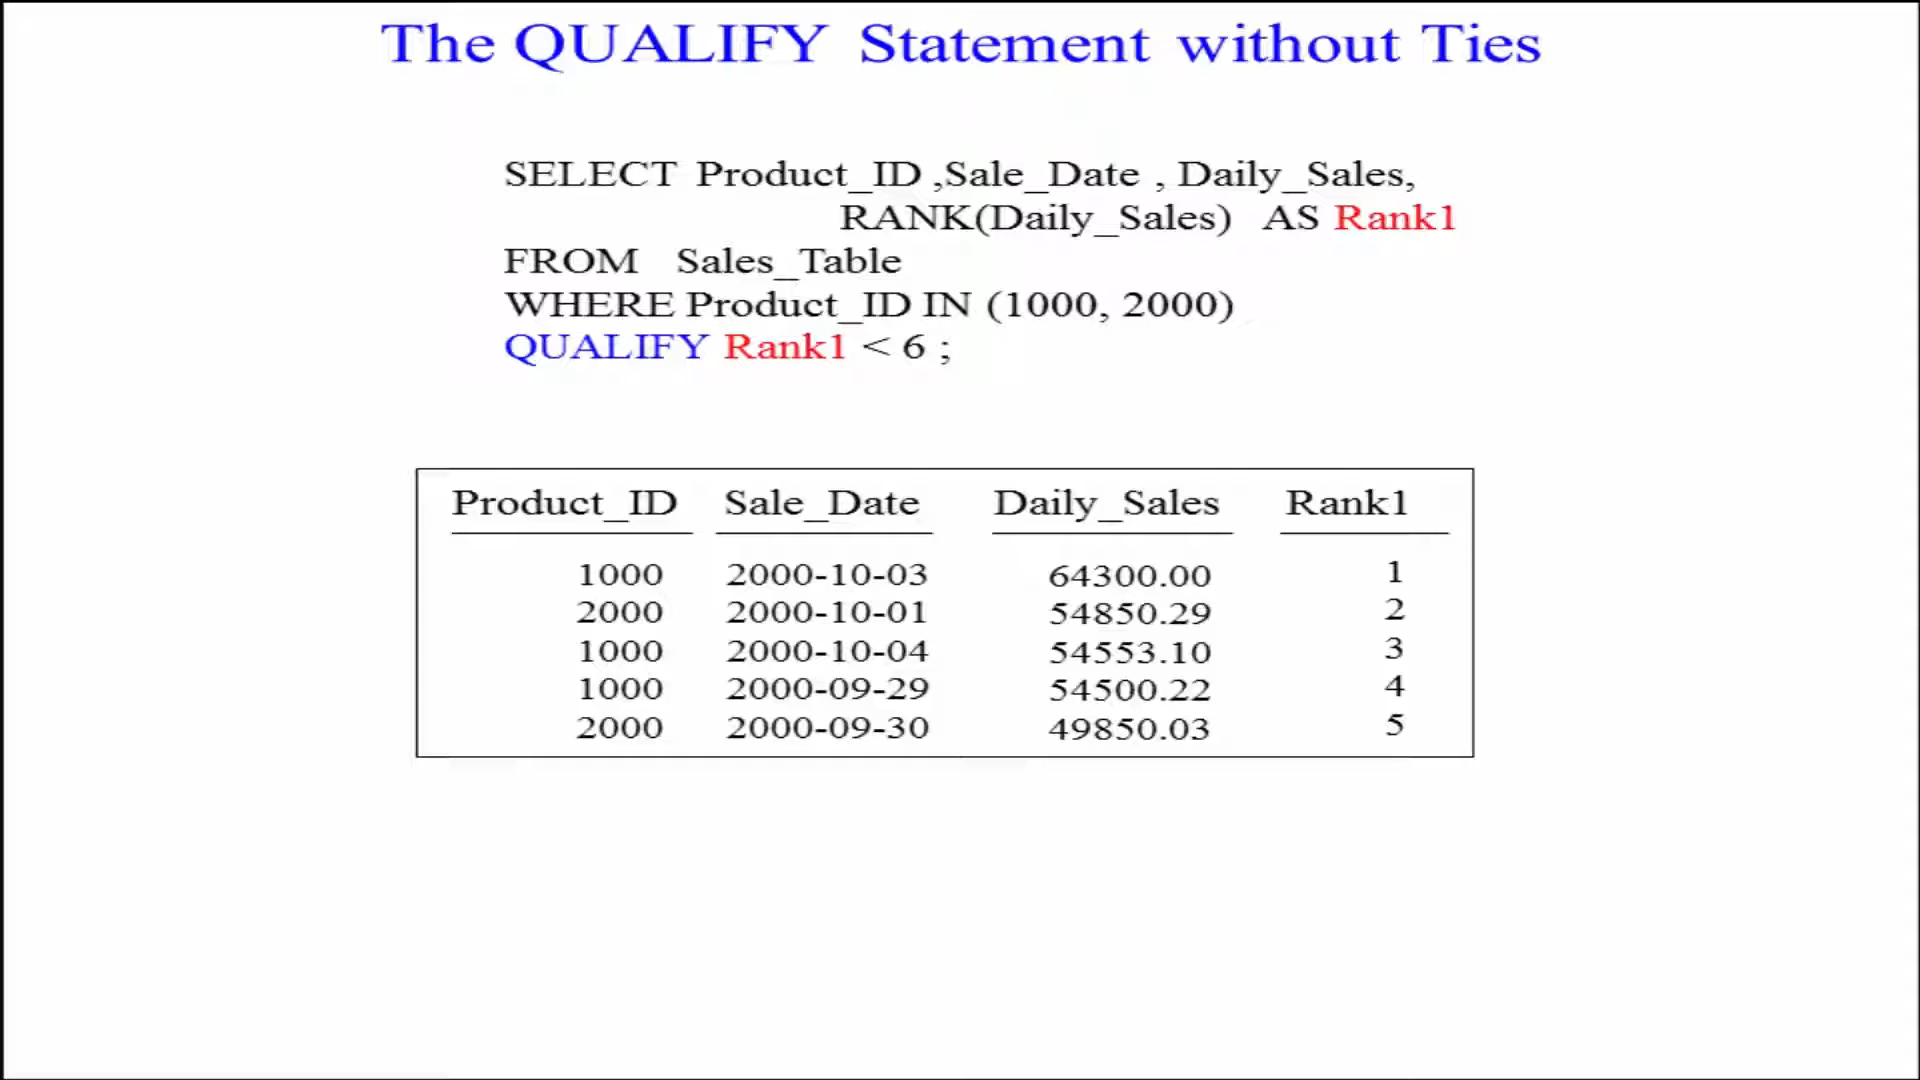 The QUALIFY Statement without Ties
SELECT Product_ID ,Sale_Date , Daily_Sales,
RANK(Daily_Sales) AS Rank1
FROM Sales_Table
WHERE Product_ID IN (1000, 2000)
QUALIFY Rank1 < 6 ;
Product_ID Sale_Date Daily_Sales Rank1
1000 2000-10-03 64300.00 1
2000 2000-10-01 54850.29 2
1000 2000-10-04 54553.10 3
1000 2000-09-29 54500.22 4
2000 2000-09-30 49850.03 5